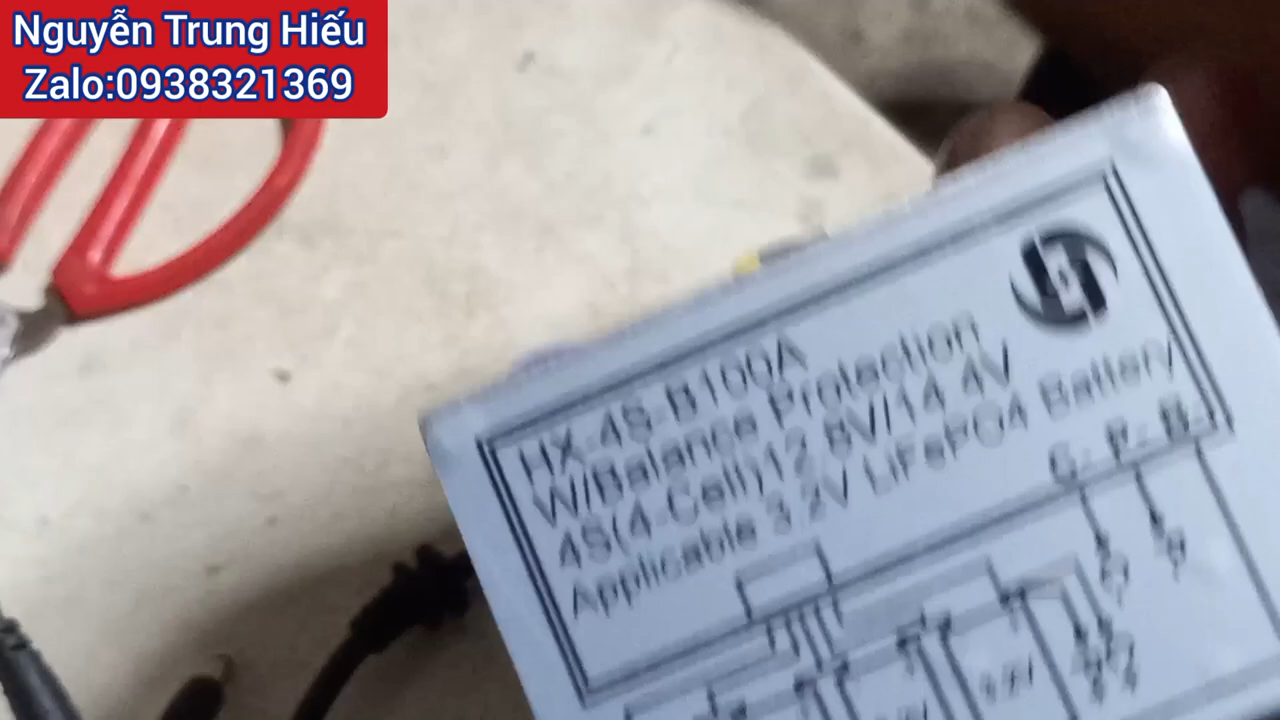 Nguyễn Trung Hiếu
Zalo:0938321369
HX-4S-B100A
W/Balance Protection
4S(4-Cell)12.8V/14.4V
Applicable 3.2V LiFePO4 Battery
C- P- B-